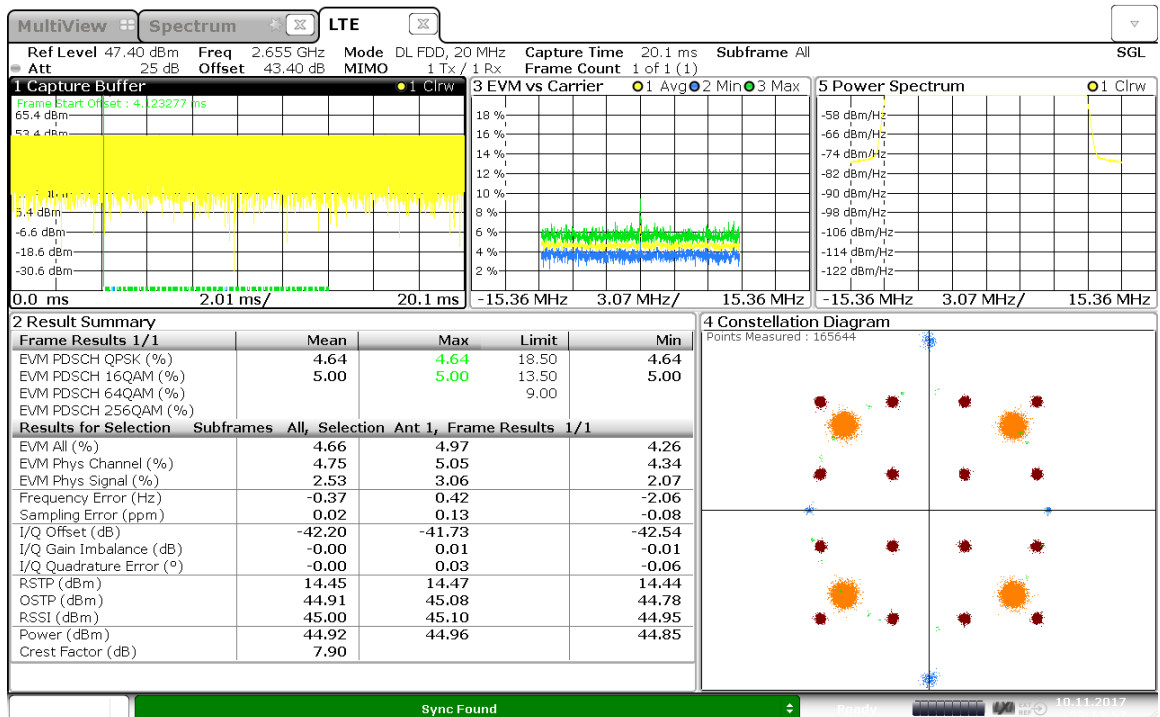 MultiView Spectrum LTE
Ref Level 47.40 dBm Freq 2.655 GHz Mode DL FDD, 20 MHz Capture Time 20.1 ms Subframe All SGL
Att 25 dB Offset 43.40 dB MIMO 1 Tx / 1 Rx Frame Count 1 of 1 (1)
1 Capture Buffer 1 Clrw
Frame Start Offset : 4.123277 ms
65.4 dBm
53.4 dBm
5.4 dBm
-6.6 dBm
-18.6 dBm
-30.6 dBm
0.0 ms 2.01 ms/ 20.1 ms
3 EVM vs Carrier 1 Avg 2 Min 3 Max
18 %
16 %
14 %
12 %
10 %
8 %
6 %
4 %
2 %
-15.36 MHz 3.07 MHz/ 15.36 MHz
5 Power Spectrum 1 Clrw
-58 dBm/Hz
-66 dBm/Hz
-74 dBm/Hz
-82 dBm/Hz
-90 dBm/Hz
-98 dBm/Hz
-106 dBm/Hz
-114 dBm/Hz
-122 dBm/Hz
-15.36 MHz 3.07 MHz/ 15.36 MHz
2 Result Summary
Frame Results 1/1 Mean Max Limit Min
EVM PDSCH QPSK (%) 4.64 4.64 18.50 4.64
EVM PDSCH 16QAM (%) 5.00 5.00 13.50 5.00
EVM PDSCH 64QAM (%) 9.00
EVM PDSCH 256QAM (%)
Results for Selection Subframes All, Selection Ant 1, Frame Results 1/1
EVM All (%) 4.66 4.97 4.26
EVM Phys Channel (%) 4.75 5.05 4.34
EVM Phys Signal (%) 2.53 3.06 2.07
Frequency Error (Hz) -0.37 0.42 -2.06
Sampling Error (ppm) 0.02 0.13 -0.08
I/Q Offset (dB) -42.20 -41.73 -42.54
I/Q Gain Imbalance (dB) -0.00 0.01 -0.01
I/Q Quadrature Error (°) -0.00 0.03 -0.06
RSTP (dBm) 14.45 14.47 14.44
OSTP (dBm) 44.91 45.08 44.78
RSSI (dBm) 45.00 45.10 44.95
Power (dBm) 44.92 44.96 44.85
Crest Factor (dB) 7.90
4 Constellation Diagram
Points Measured : 165644
Sync Found
Ready
10.11.2017